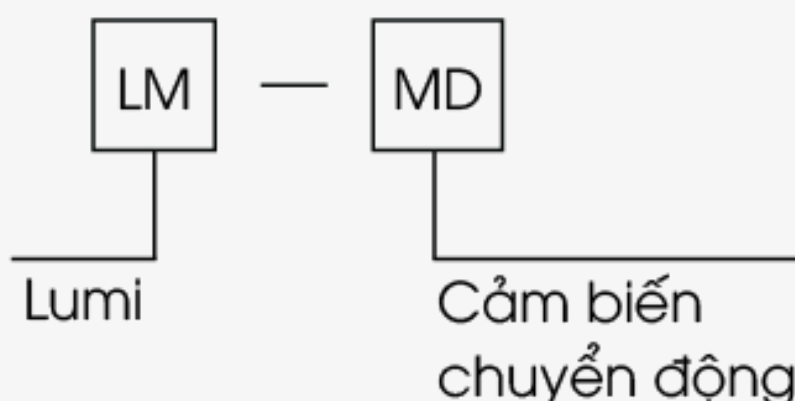 LM — MD
Lumi
Cảm biến
chuyển động